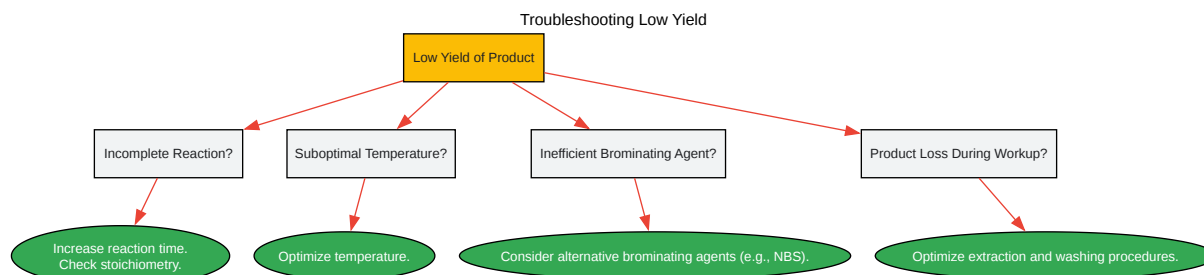 Troubleshooting Low Yield
Low Yield of Product
Incomplete Reaction?
Suboptimal Temperature?
Inefficient Brominating Agent?
Product Loss During Workup?
Increase reaction time.
Check stoichiometry.
Optimize temperature.
Consider alternative brominating agents (e.g., NBS).
Optimize extraction and washing procedures.